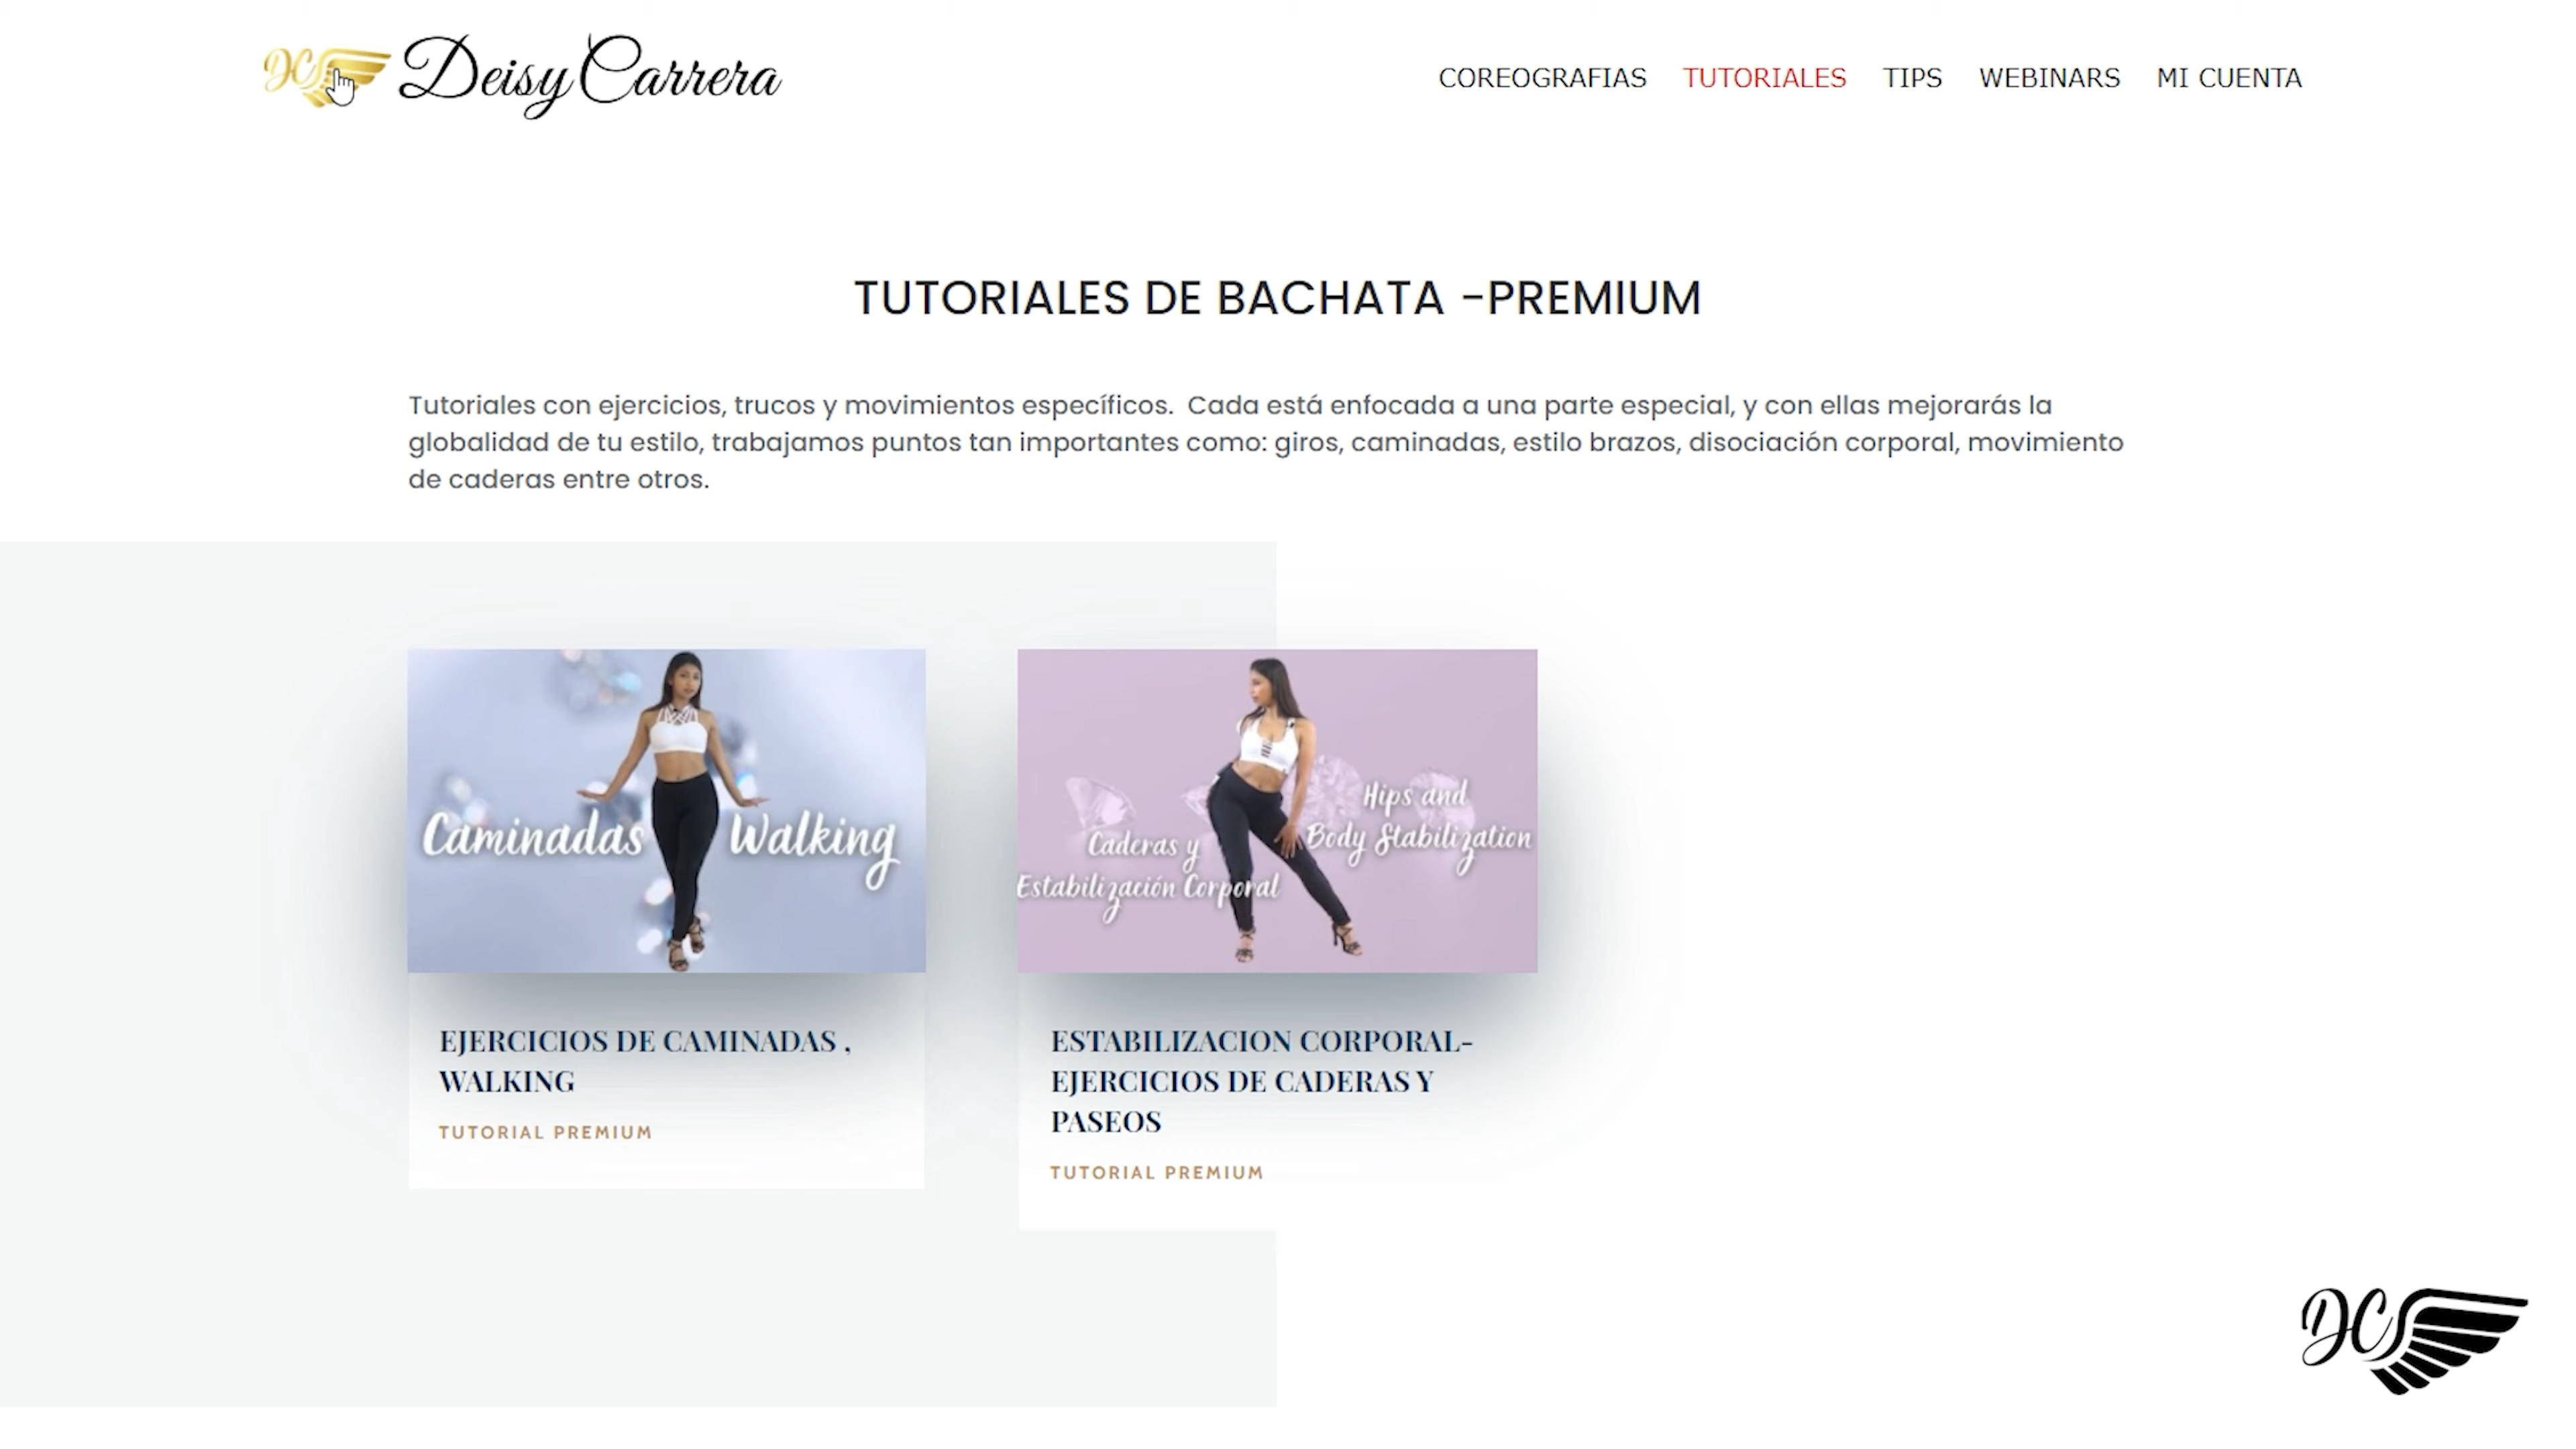 DC Deisy Carrera
COREOGRAFIAS TUTORIALES TIPS WEBINARS MI CUENTA
TUTORIALES DE BACHATA -PREMIUM
Tutoriales con ejercicios, trucos y movimientos específicos. Cada está enfocada a una parte especial, y con ellas mejorarás la
globalidad de tu estilo, trabajamos puntos tan importantes como: giros, caminadas, estilo brazos, disociación corporal, movimiento
de caderas entre otros.
Caminadas Walking
EJERCICIOS DE CAMINADAS ,
WALKING
TUTORIAL PREMIUM
Caderas y
Estabilización Corporal
Hips and
Body Stabilization
ESTABILIZACION CORPORAL-
EJERCICIOS DE CADERAS Y
PASEOS
TUTORIAL PREMIUM
DC